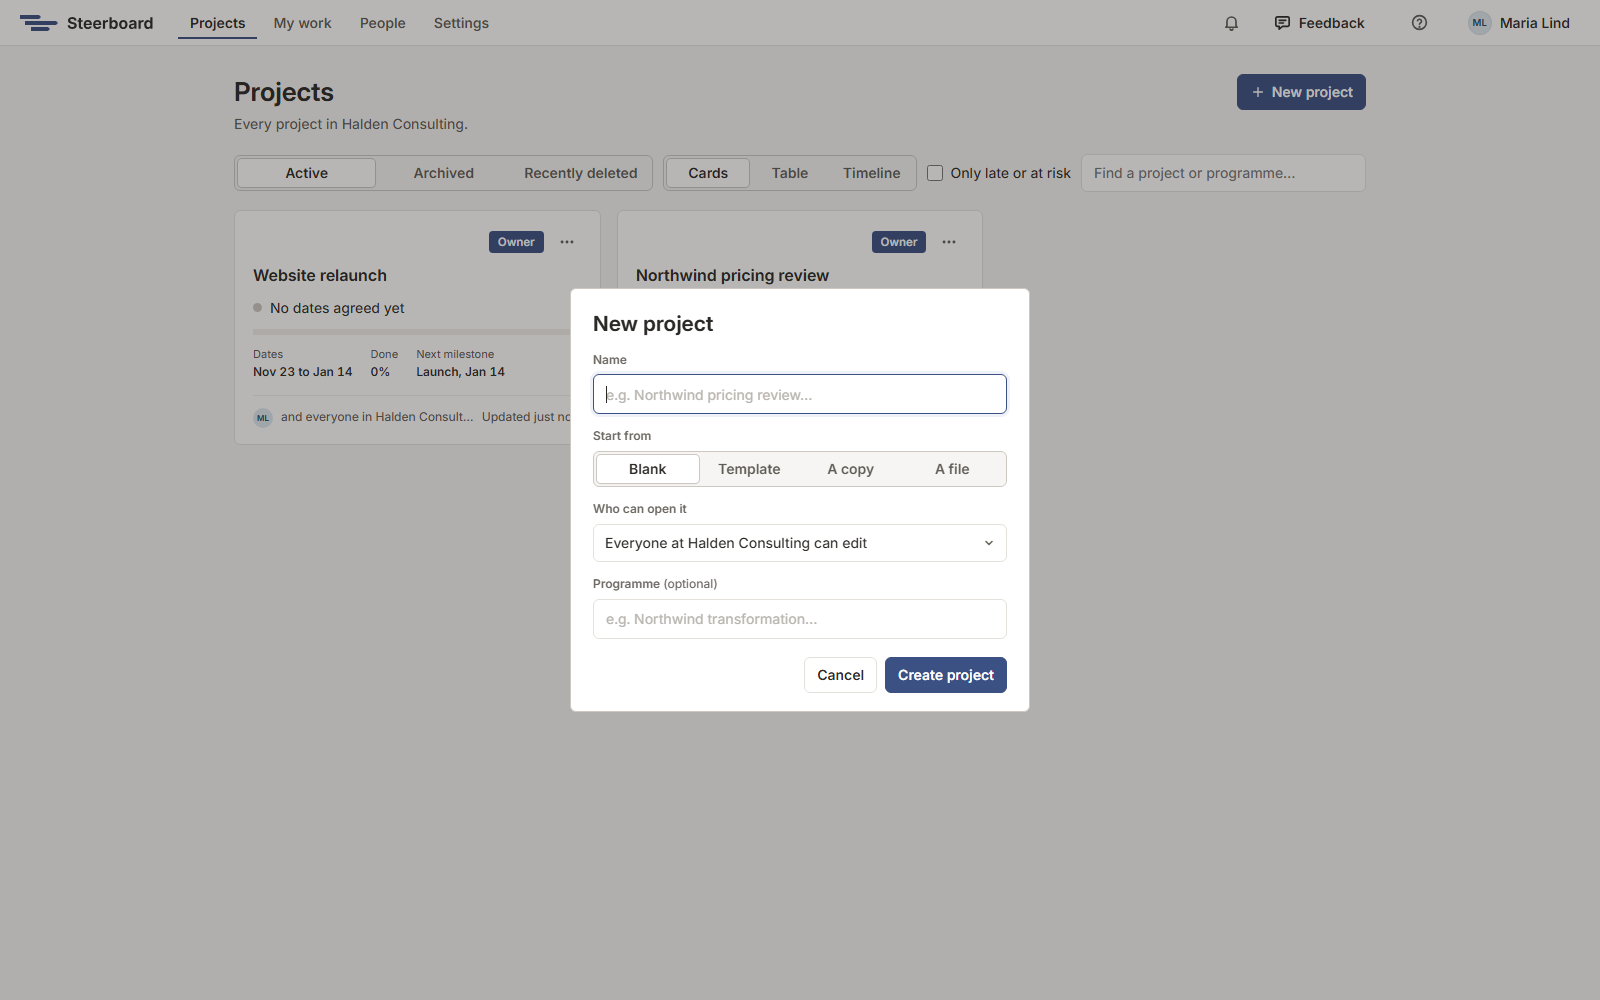 Steerboard Projects My work People Settings Feedback ML Maria Lind
Projects
+ New project
Every project in Halden Consulting.
Active Archived Recently deleted Cards Table Timeline Only late or at risk Find a project or programme...
Owner ...
Owner ...
Website relaunch
Northwind pricing review
No dates agreed yet
Dates Done Next milestone
Nov 23 to Jan 14 0% Launch, Jan 14
ML and everyone in Halden Consult... Updated just no
New project
Name
e.g. Northwind pricing review...
Start from
Blank Template A copy A file
Who can open it
Everyone at Halden Consulting can edit
Programme (optional)
e.g. Northwind transformation...
Cancel Create project